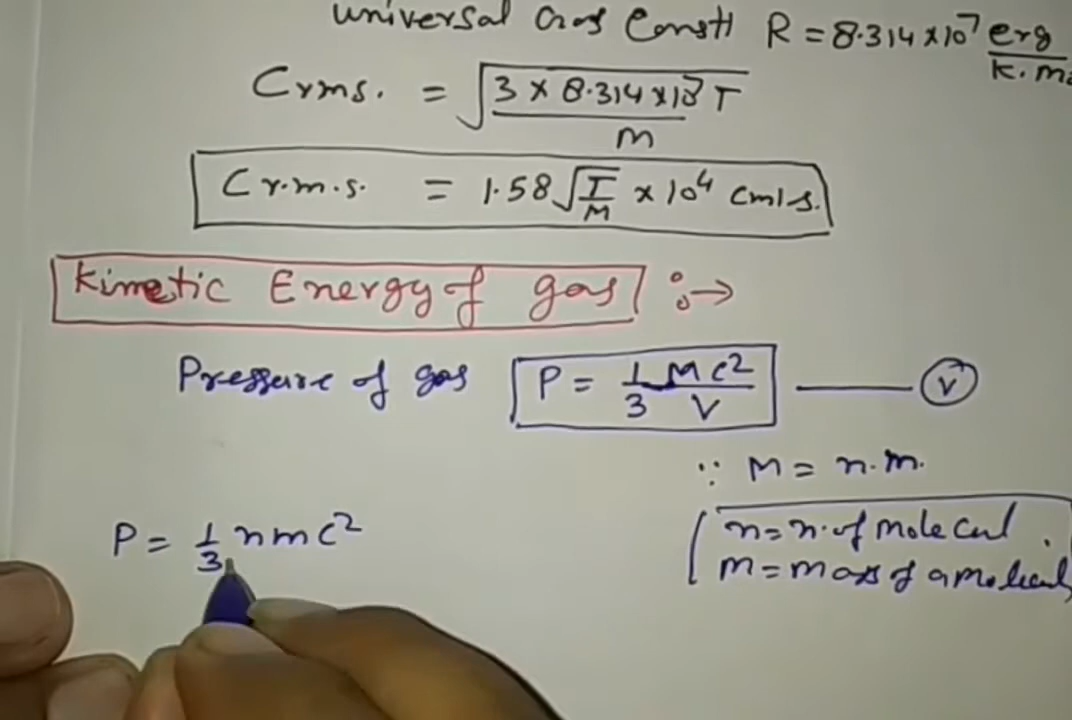 universal Gas Constt R = 8.314 x 10⁷ erg / K.mo
Crms. = √(3 x 8.314 x 10⁷ T / M)
Cr.m.s. = 1.58 √(T/M) x 10⁴ cm/s.
Kinetic Energy of gas :→
Pressure of gas P = 1/3 Mc²/V —— (V)
∵ M = n.m.
P = 1/3 nmc²
n = n. of molecul.
m = mass of a molecul